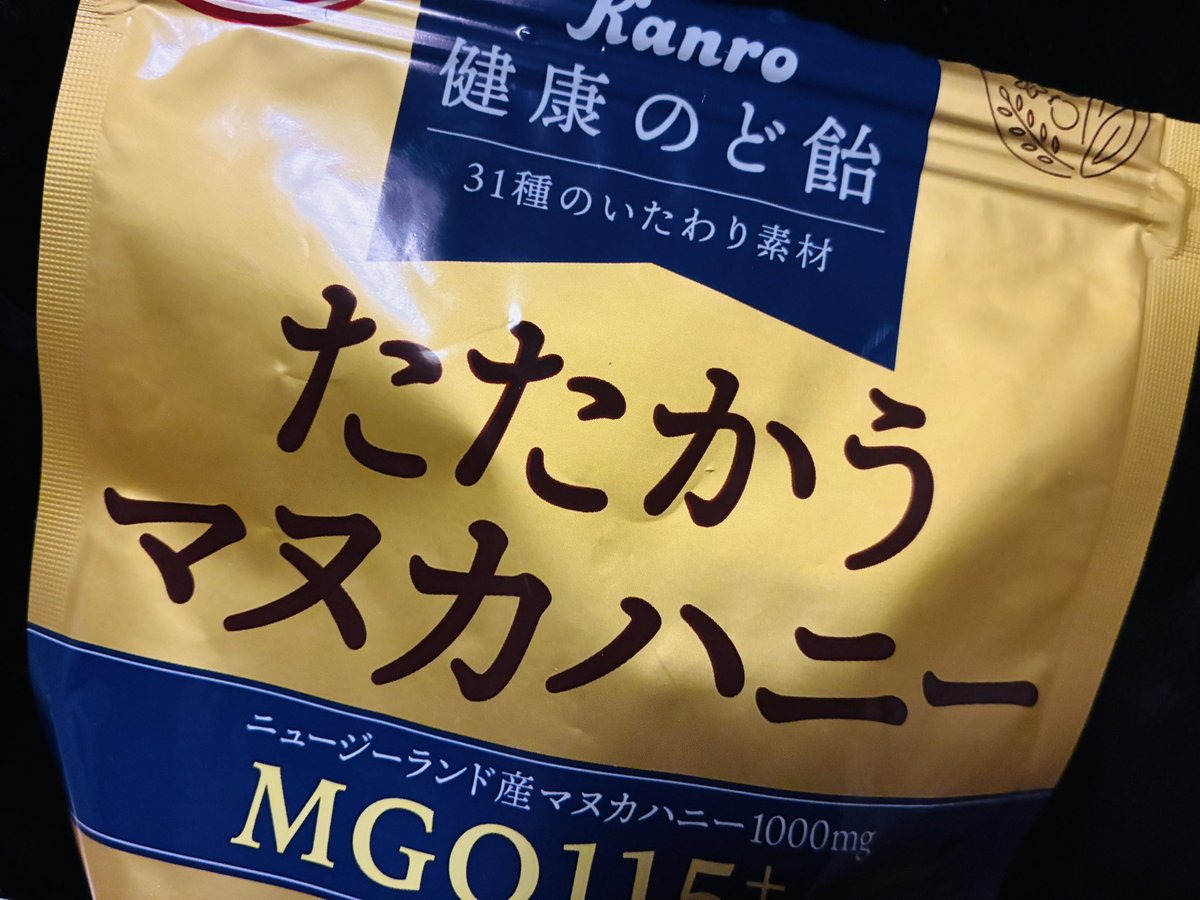 Kanro
健康のど飴
31種のいたわり素材
たたかう
マヌカハニー
ニュージーランド産マヌカハニー1000mg
MGO115+